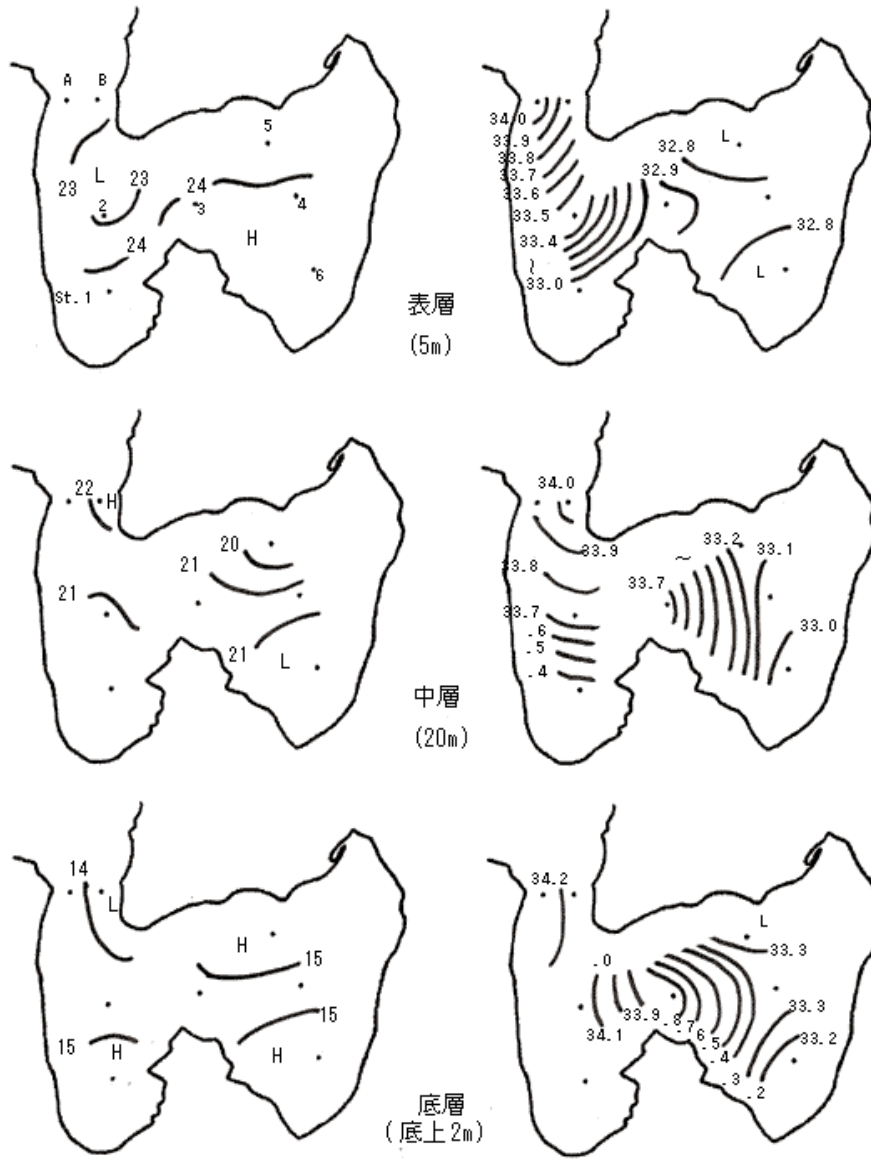 A B
5
23 L 23 24
2 3 4
24 H
St.1 6
34.0 L
33.9
33.8 32.8
33.7 32.9
33.6
33.5 32.8
33.4
~ L
33.0
表層
(5m)
22 H
20
21 21
21 L
34.0
33.9 33.2 33.1
33.8 ~
33.7 33.7
.6 33.0
.5
.4
中層
(20m)
14
L
H 15
15 15
H H
34.2 L
.0 33.3
33.9 33.3
34.1 .8 .7 .6 .5 33.2
.4
.3 .2
底層
(底上2m)